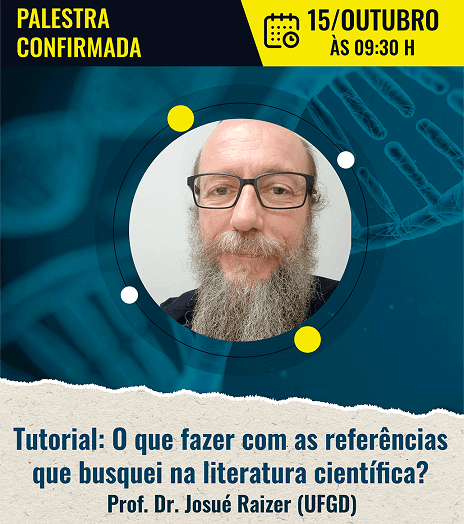 PALESTRA
CONFIRMADA
15/OUTUBRO
ÀS 09:30 H
Tutorial: O que fazer com as referências
que busquei na literatura científica?
Prof. Dr. Josué Raizer (UFGD)